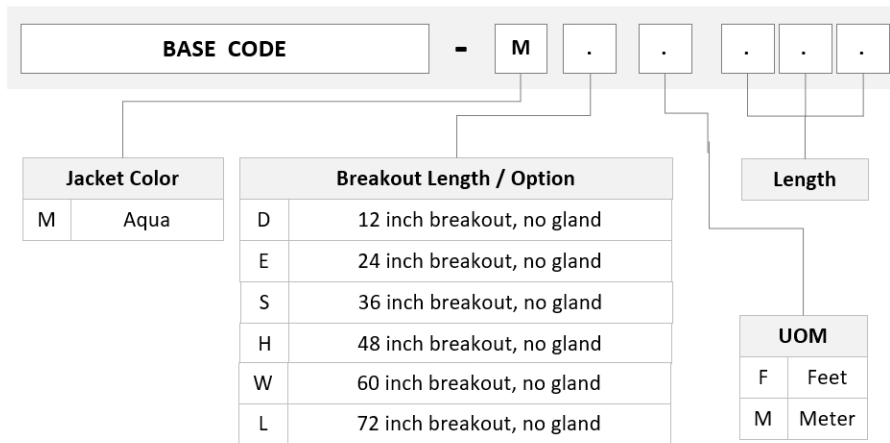 BASE CODE - M . . . . .
Jacket Color
M Aqua
Breakout Length / Option
D 12 inch breakout, no gland
E 24 inch breakout, no gland
S 36 inch breakout, no gland
H 48 inch breakout, no gland
W 60 inch breakout, no gland
L 72 inch breakout, no gland
Length
UOM
F Feet
M Meter